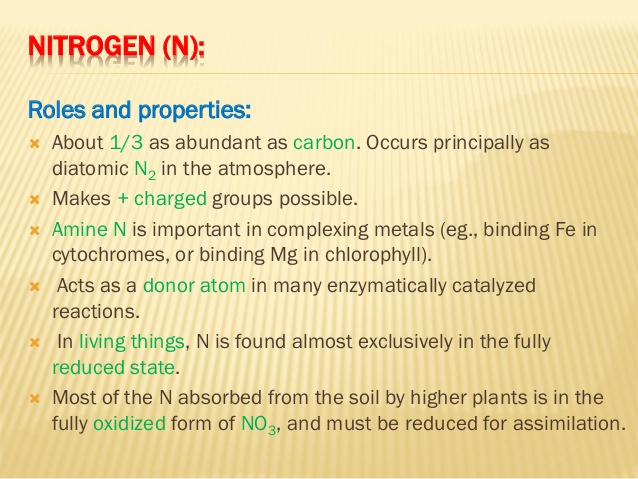 NITROGEN (N):
Roles and properties:
About 1/3 as abundant as carbon. Occurs principally as
diatomic N2 in the atmosphere.
Makes + charged groups possible.
Amine N is important in complexing metals (eg., binding Fe in
cytochromes, or binding Mg in chlorophyll).
Acts as a donor atom in many enzymatically catalyzed
reactions.
In living things, N is found almost exclusively in the fully
reduced state.
Most of the N absorbed from the soil by higher plants is in the
fully oxidized form of NO3, and must be reduced for assimilation.